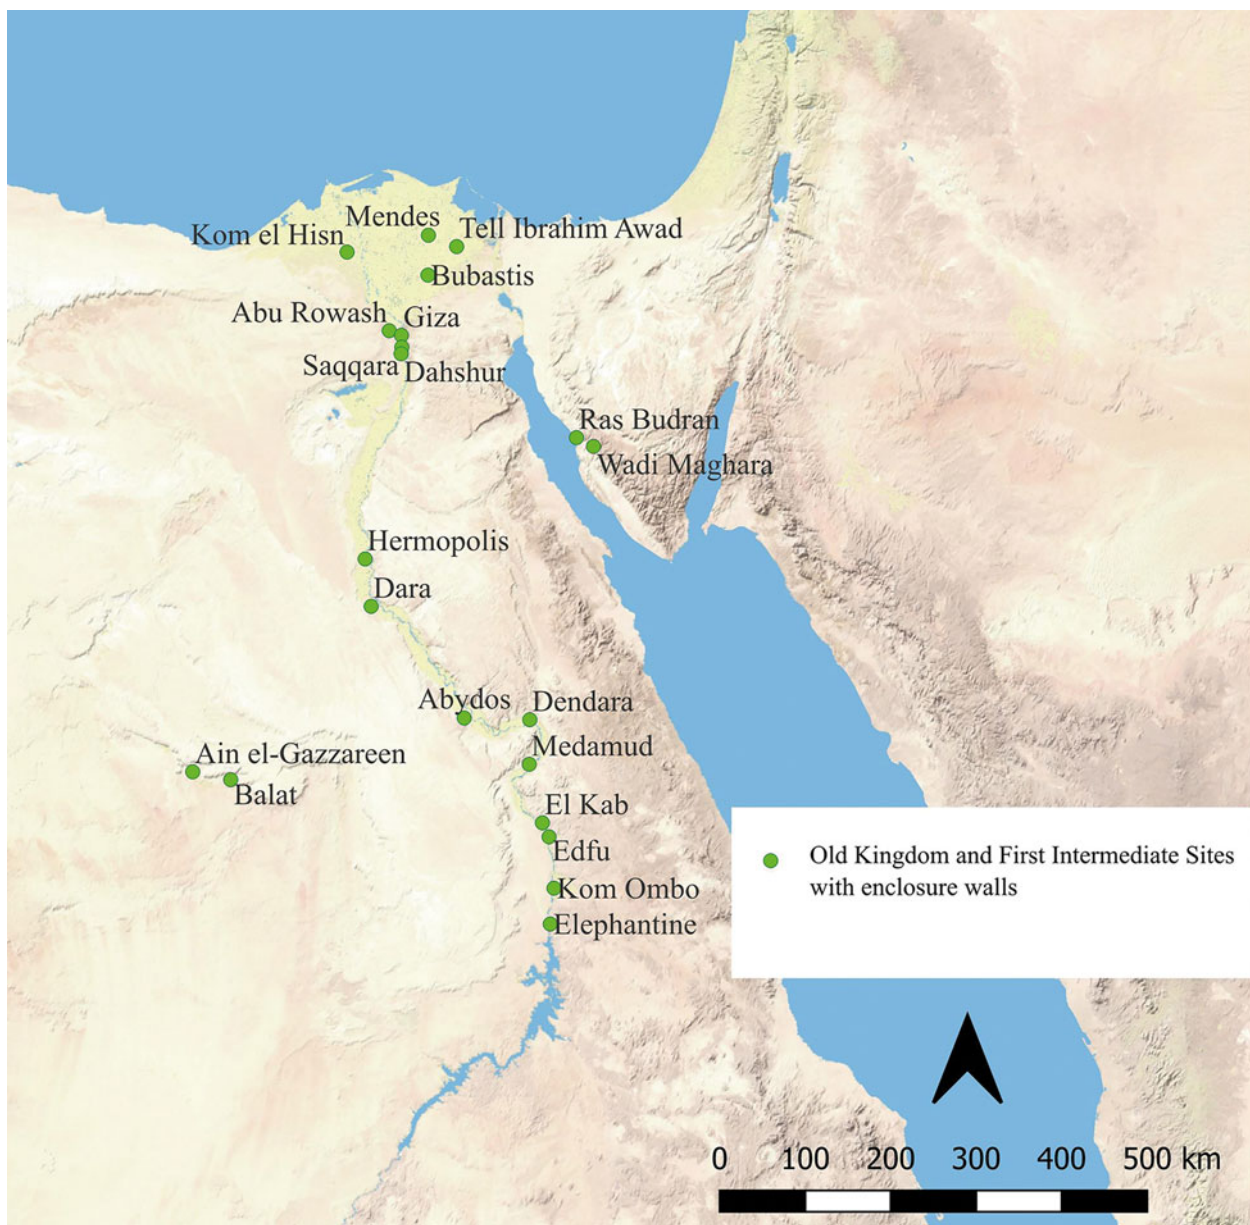 Mendes
Tell Ibrahim Awad
Kom el Hisn
Bubastis
Abu Rowash
Giza
Saqqara
Dahshur
Ras Budran
Wadi Maghara
Hermopolis
Dara
Abydos
Dendara
Medamud
Ain el-Gazzareen
Balat
El Kab
Edfu
Kom Ombo
Elephantine
Old Kingdom and First Intermediate Sites
with enclosure walls
0 100 200 300 400 500 km